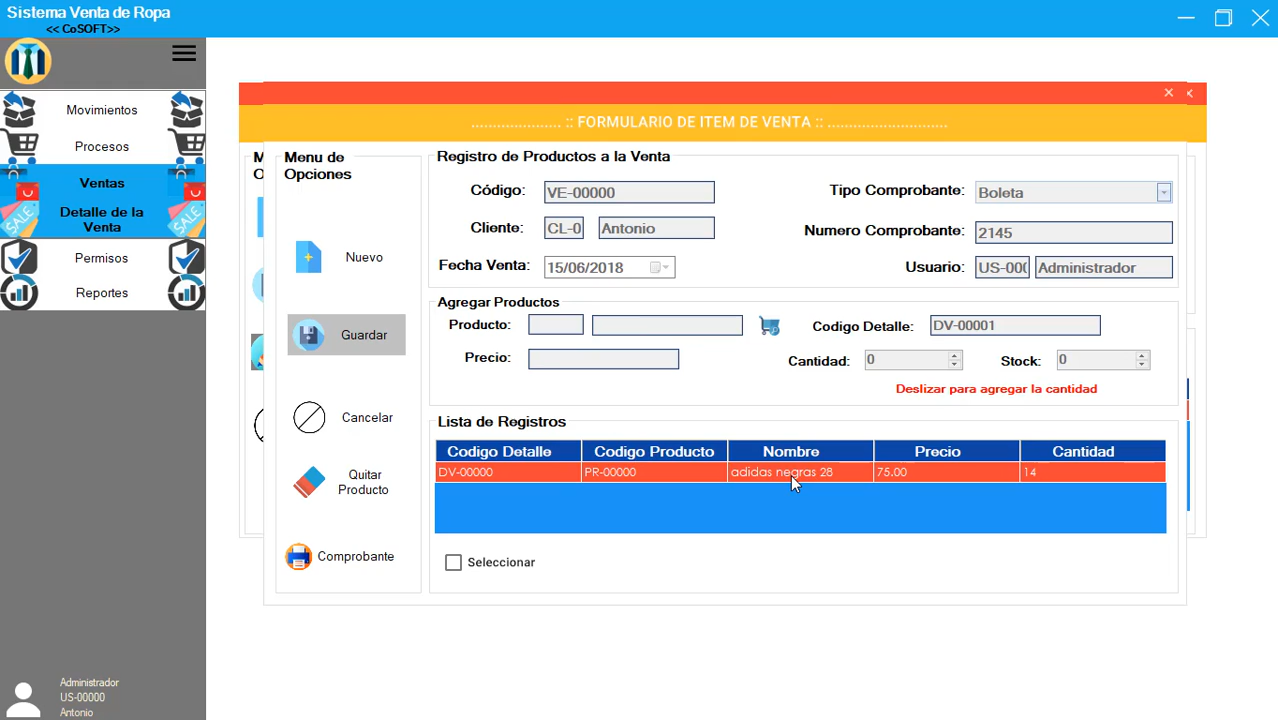 Sistema Venta de Ropa
<< CoSOFT>>
Movimientos
Procesos
Ventas
Detalle de la
Venta
Permisos
Reportes
Administrador
US-00000
Antonio
.................... :: FORMULARIO DE ITEM DE VENTA :: ...........................
Menu de
Opciones
Nuevo
Guardar
Cancelar
Quitar
Producto
Comprobante
Registro de Productos a la Venta
Código: VE-00000
Tipo Comprobante: Boleta
Cliente: CL-0 Antonio
Numero Comprobante: 2145
Fecha Venta: 15/06/2018
Usuario: US-00( Administrador
Agregar Productos
Producto:
Codigo Detalle: DV-00001
Precio:
Cantidad: 0
Stock: 0
Deslizar para agregar la cantidad
Lista de Registros
Codigo Detalle Codigo Producto Nombre Precio Cantidad
DV-00000 PR-00000 adidas negras 28 75.00 14
Seleccionar